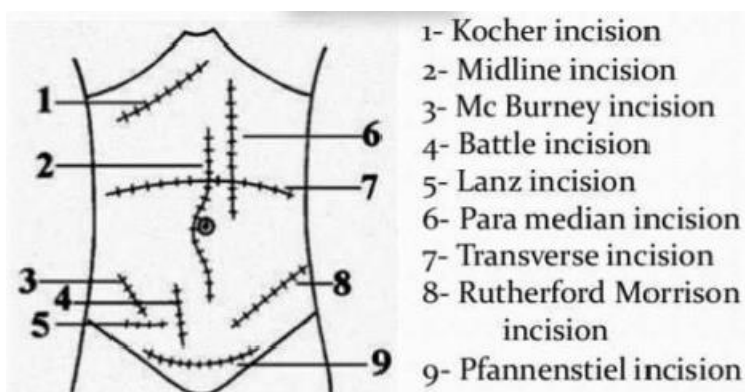 1- Kocher incision
2- Midline incision
3- Mc Burney incision
4- Battle incision
5- Lanz incision
6- Para median incision
7- Transverse incision
8- Rutherford Morrison
incision
9- Pfannenstiel incision
1
2
6
7
3
4
5
8
9